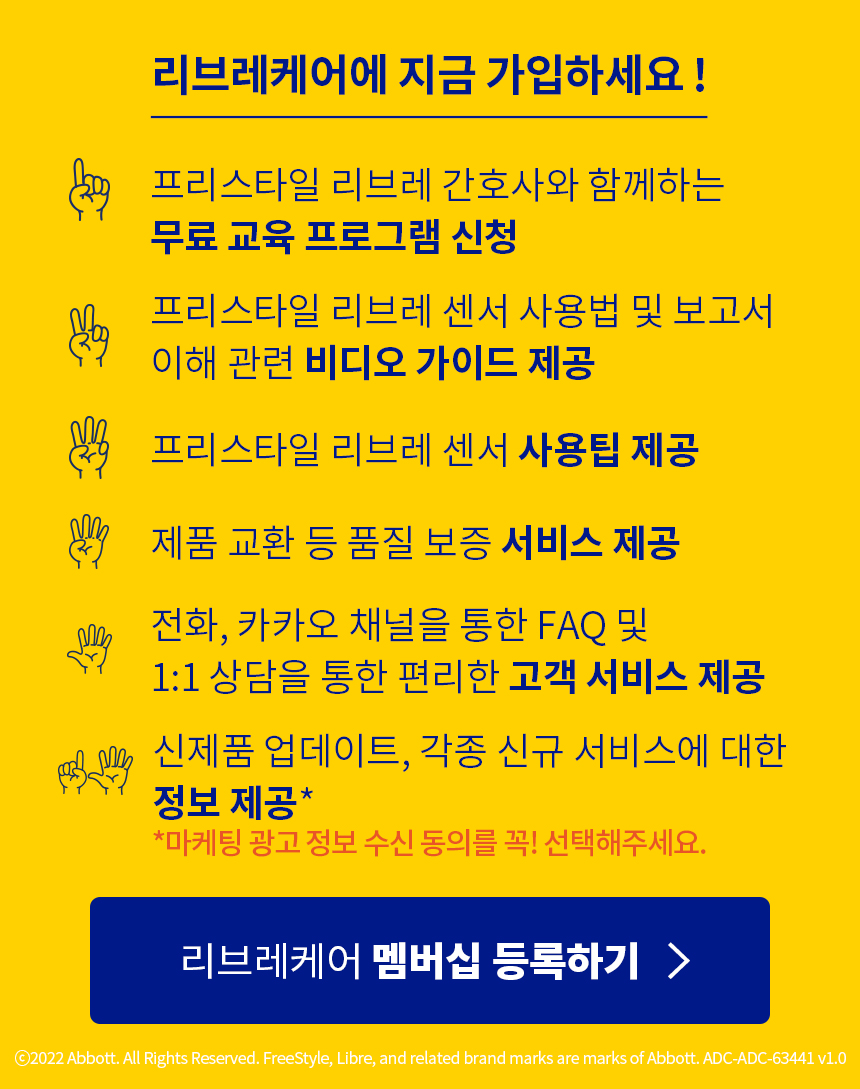 리브레케어에 지금 가입하세요 !
프리스타일 리브레 간호사와 함께하는
무료 교육 프로그램 신청
프리스타일 리브레 센서 사용법 및 보고서
이해 관련 비디오 가이드 제공
프리스타일 리브레 센서 사용팁 제공
제품 교환 등 품질 보증 서비스 제공
전화, 카카오 채널을 통한 FAQ 및
1:1 상담을 통한 편리한 고객 서비스 제공
신제품 업데이트, 각종 신규 서비스에 대한
정보 제공*
*마케팅 광고 정보 수신 동의를 꼭! 선택해주세요.
리브레케어 멤버십 등록하기
ⓒ2022 Abbott. All Rights Reserved. FreeStyle, Libre, and related brand marks are marks of Abbott. ADC-ADC-63441 v1.0